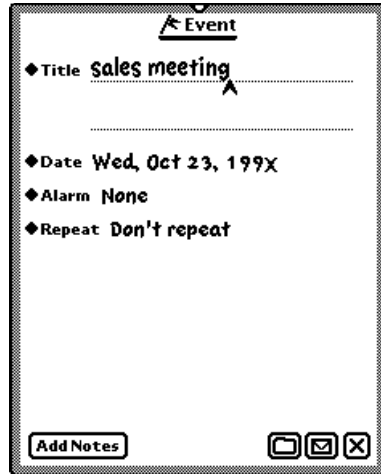 Event
Title sales meeting
Date Wed, Oct 23, 199x
Alarm None
Repeat Don't repeat
Add Notes